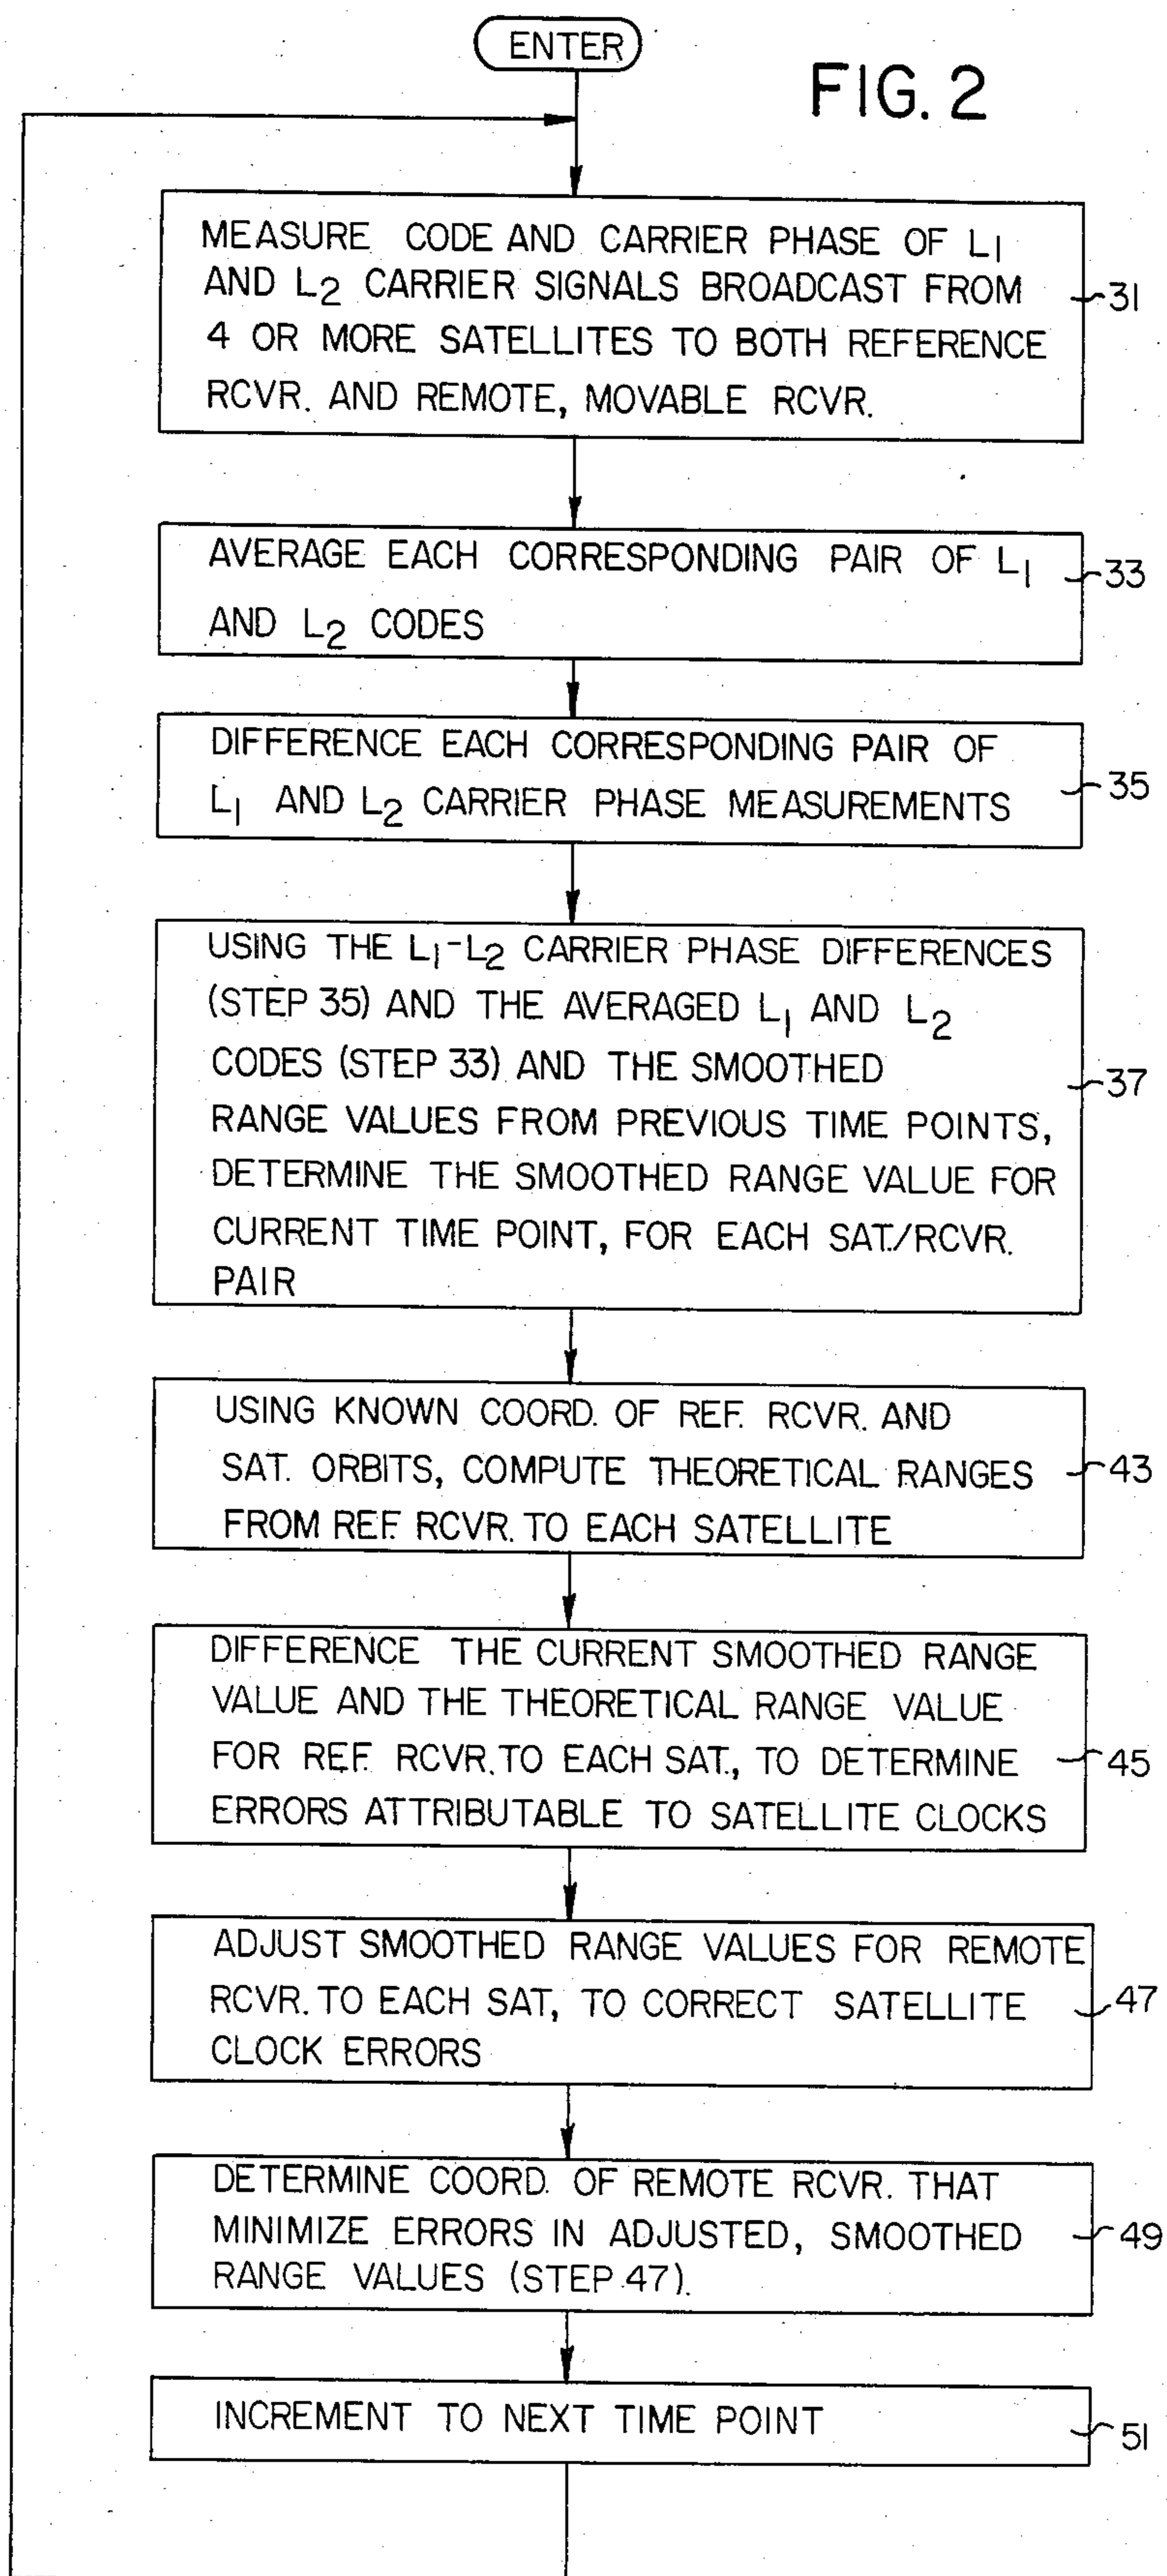 ENTER
FIG. 2
MEASURE CODE AND CARRIER PHASE OF L1
AND L2 CARRIER SIGNALS BROADCAST FROM
4 OR MORE SATELLITES TO BOTH REFERENCE
RCVR. AND REMOTE, MOVABLE RCVR.
31
AVERAGE EACH CORRESPONDING PAIR OF L1
AND L2 CODES
33
DIFFERENCE EACH CORRESPONDING PAIR OF
L1 AND L2 CARRIER PHASE MEASUREMENTS
35
USING THE L1-L2 CARRIER PHASE DIFFERENCES
(STEP 35) AND THE AVERAGED L1 AND L2
CODES (STEP 33) AND THE SMOOTHED
RANGE VALUES FROM PREVIOUS TIME POINTS,
DETERMINE THE SMOOTHED RANGE VALUE FOR
CURRENT TIME POINT, FOR EACH SAT./RCVR.
PAIR
37
USING KNOWN COORD. OF REF. RCVR. AND
SAT. ORBITS, COMPUTE THEORETICAL RANGES
FROM REF. RCVR. TO EACH SATELLITE
43
DIFFERENCE THE CURRENT SMOOTHED RANGE
VALUE AND THE THEORETICAL RANGE VALUE
FOR REF. RCVR. TO EACH SAT., TO DETERMINE
ERRORS ATTRIBUTABLE TO SATELLITE CLOCKS
45
ADJUST SMOOTHED RANGE VALUES FOR REMOTE
RCVR. TO EACH SAT, TO CORRECT SATELLITE
CLOCK ERRORS
47
DETERMINE COORD. OF REMOTE RCVR. THAT
MINIMIZE ERRORS IN ADJUSTED, SMOOTHED
RANGE VALUES (STEP 47).
49
INCREMENT TO NEXT TIME POINT
51